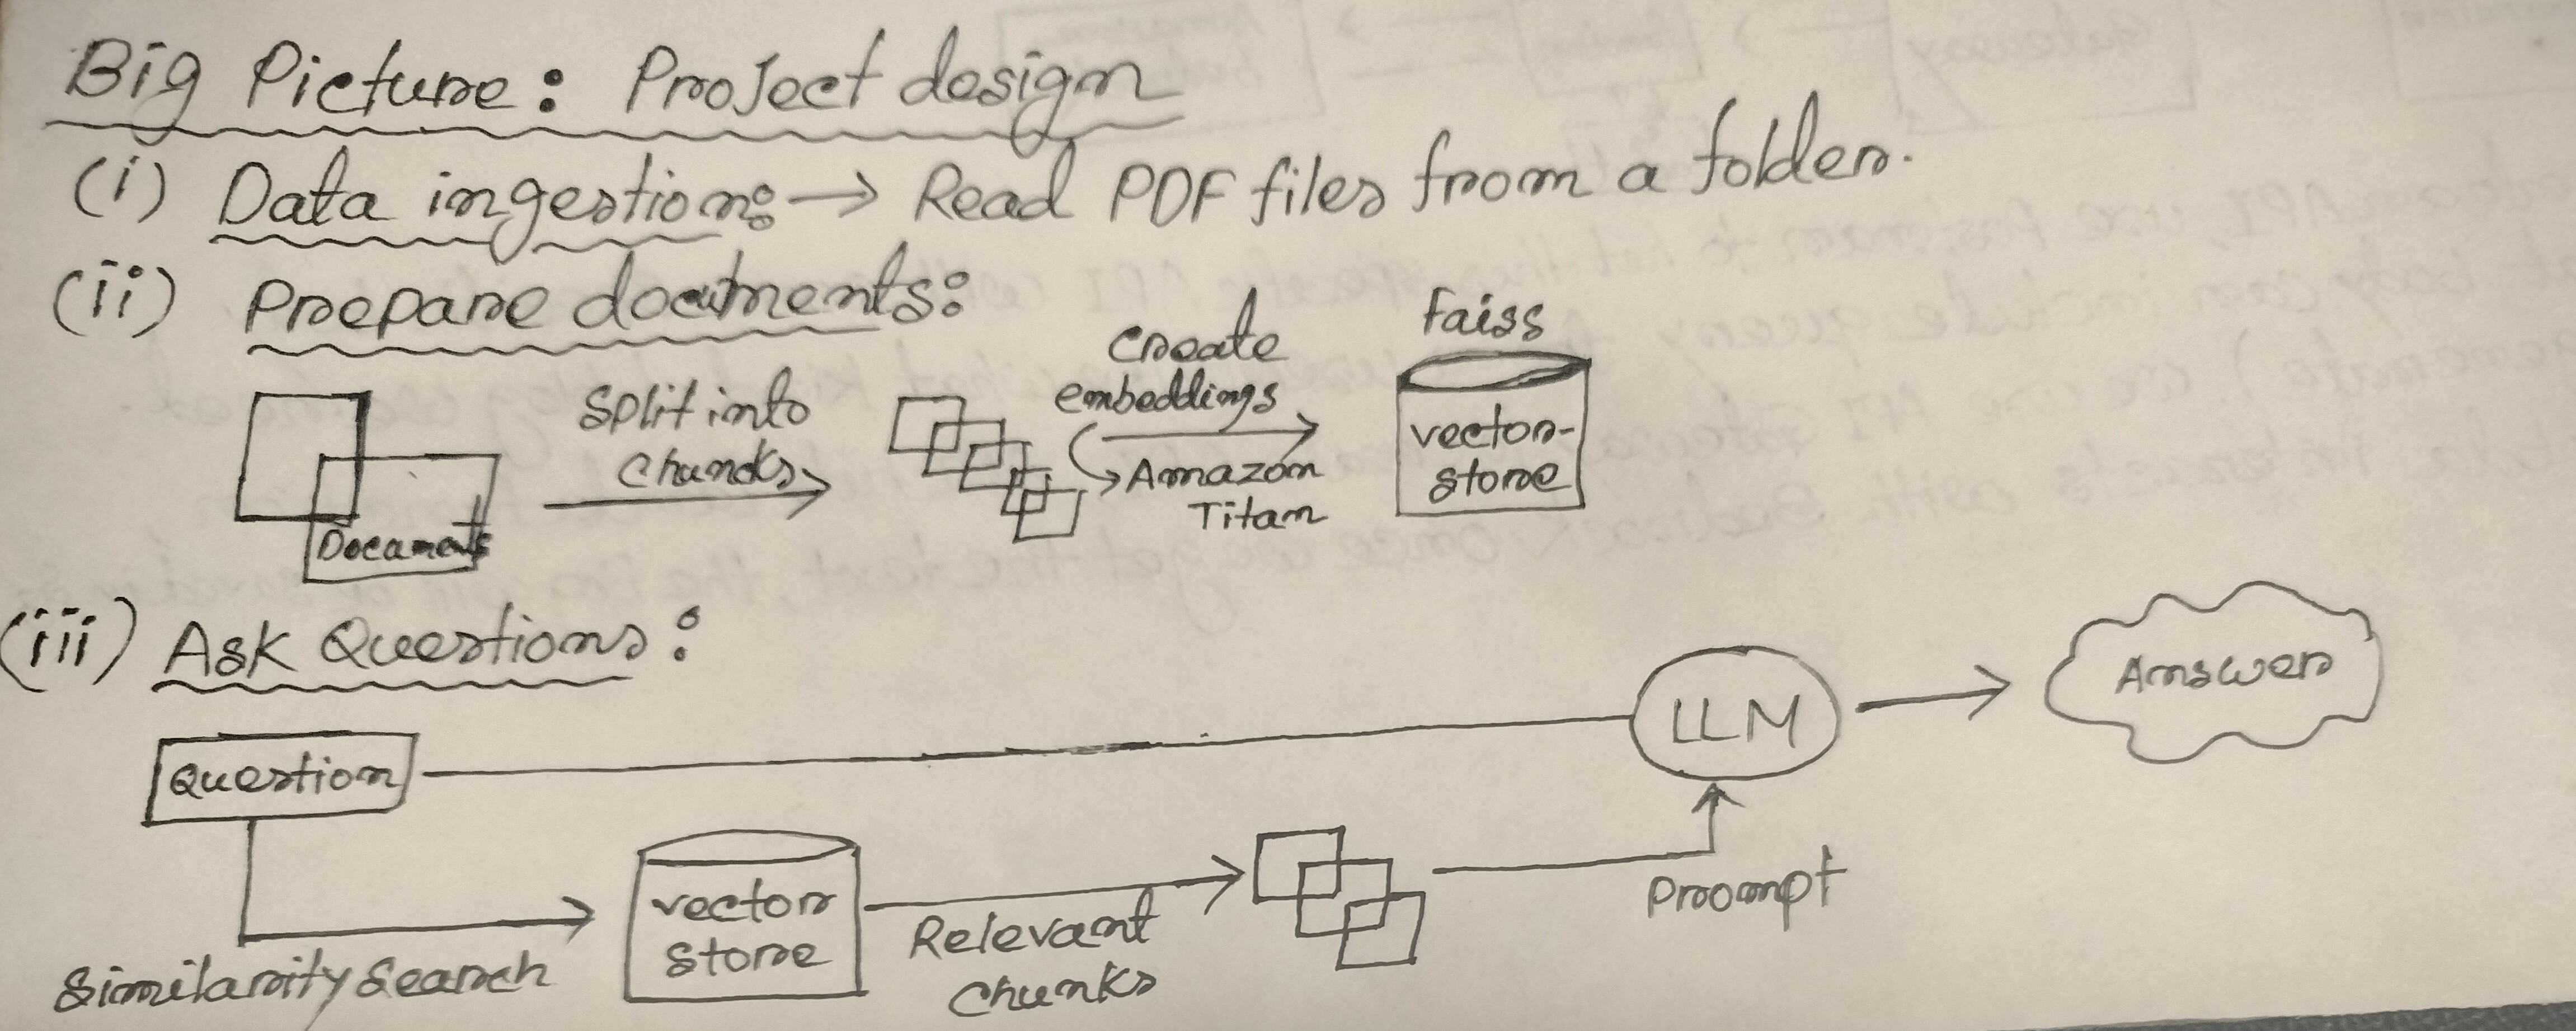 Big Picture: Project design
(i) Data ingestion: → Read PDF files from a folder.
(ii) Prepare documents:
Documents
Split into
Chunks
Create
embeddings
Amazon
Titan
Faiss
vector-
store
(iii) Ask Questions:
Question
Similarity Search
vector
store
Relevant
Chunks
Prompt
LLM
Answer